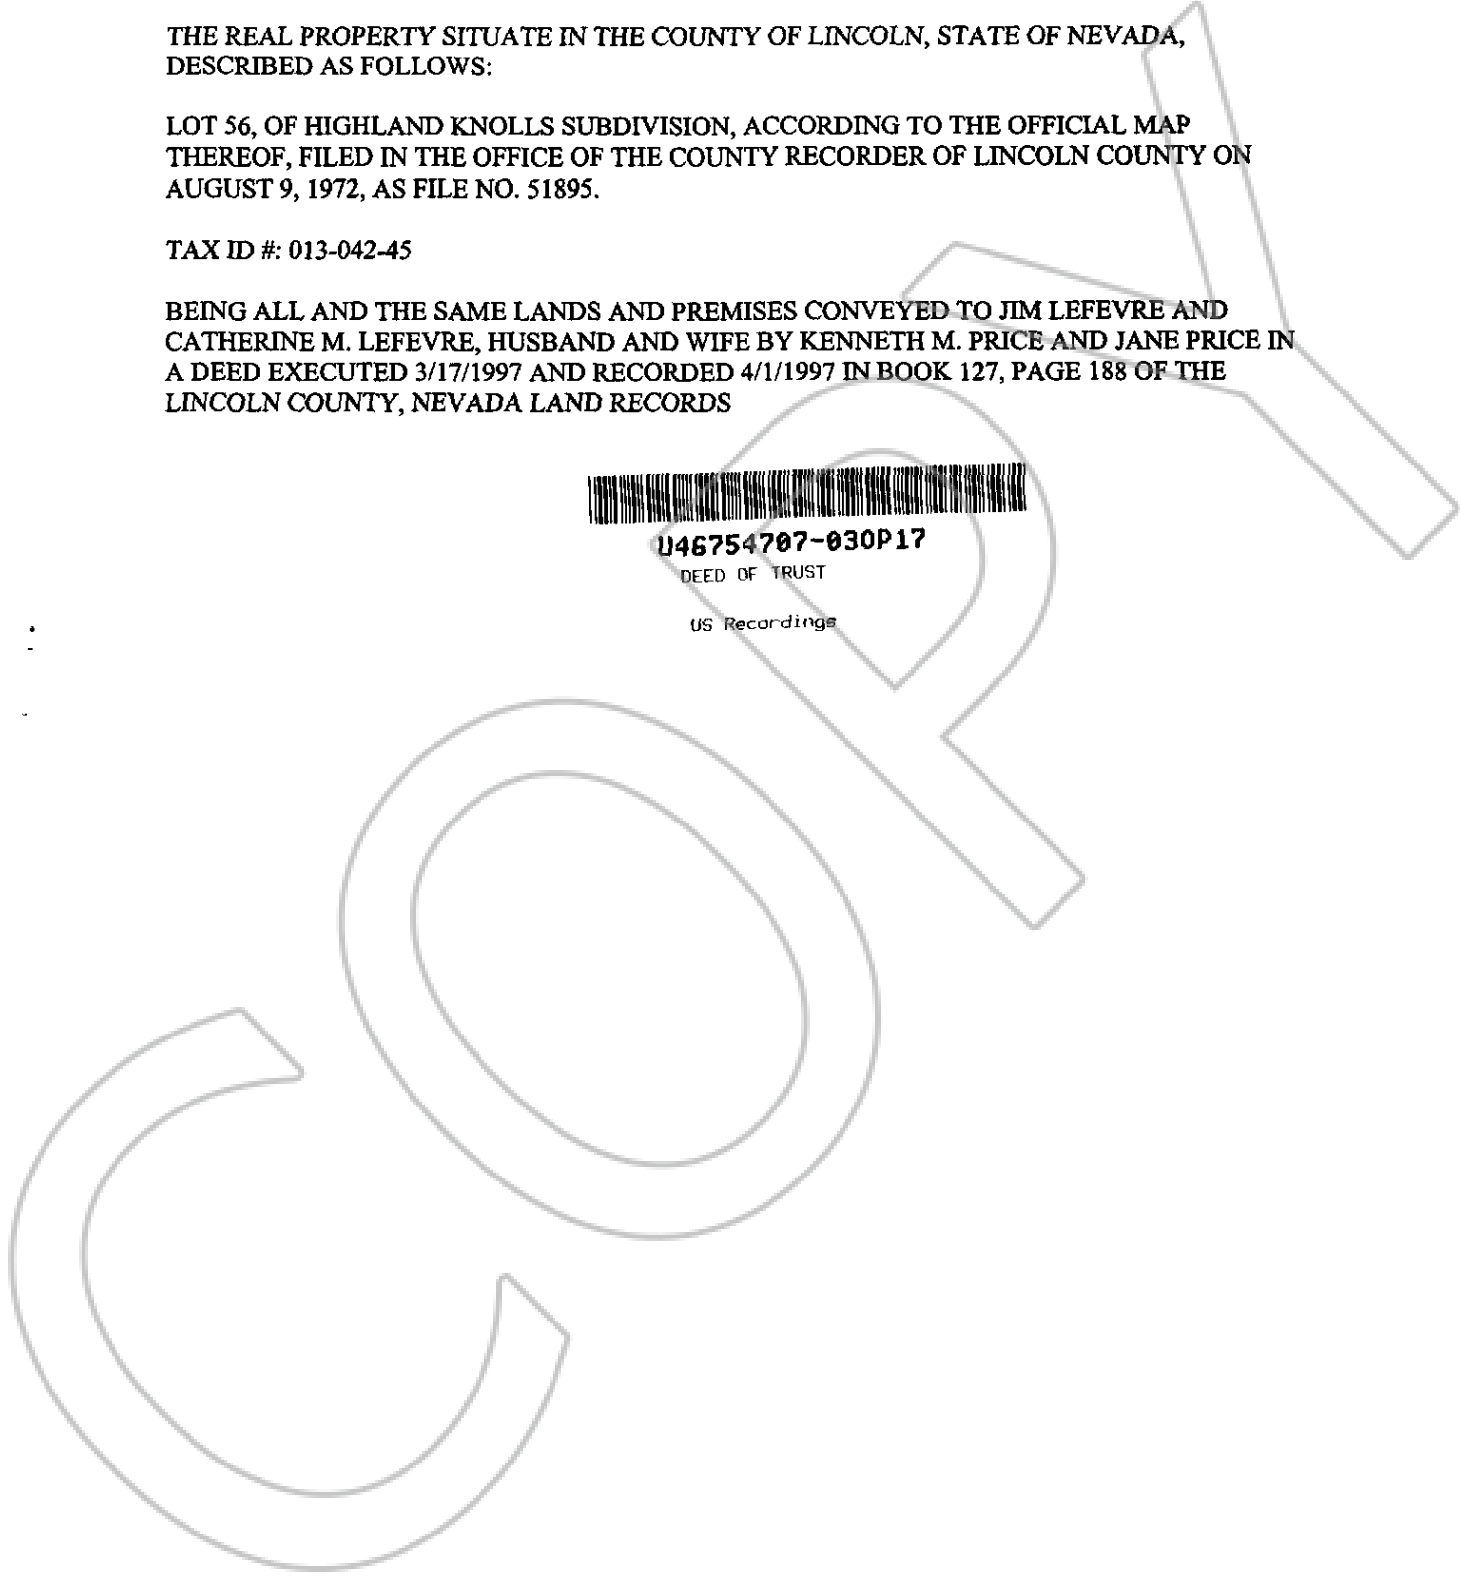 THE REAL PROPERTY SITUATE IN THE COUNTY OF LINCOLN, STATE OF NEVADA,
DESCRIBED AS FOLLOWS:
LOT 56, OF HIGHLAND KNOLLS SUBDIVISION, ACCORDING TO THE OFFICIAL MAP
THEREOF, FILED IN THE OFFICE OF THE COUNTY RECORDER OF LINCOLN COUNTY ON
AUGUST 9, 1972, AS FILE NO. 51895.
TAX ID #: 013-042-45
BEING ALL AND THE SAME LANDS AND PREMISES CONVEYED TO JIM LEFEVRE AND
CATHERINE M. LEFEVRE, HUSBAND AND WIFE BY KENNETH M. PRICE AND JANE PRICE IN
A DEED EXECUTED 3/17/1997 AND RECORDED 4/1/1997 IN BOOK 127, PAGE 188 OF THE
LINCOLN COUNTY, NEVADA LAND RECORDS
U46754707-030P17
DEED OF TRUST
US Recordings
COPY